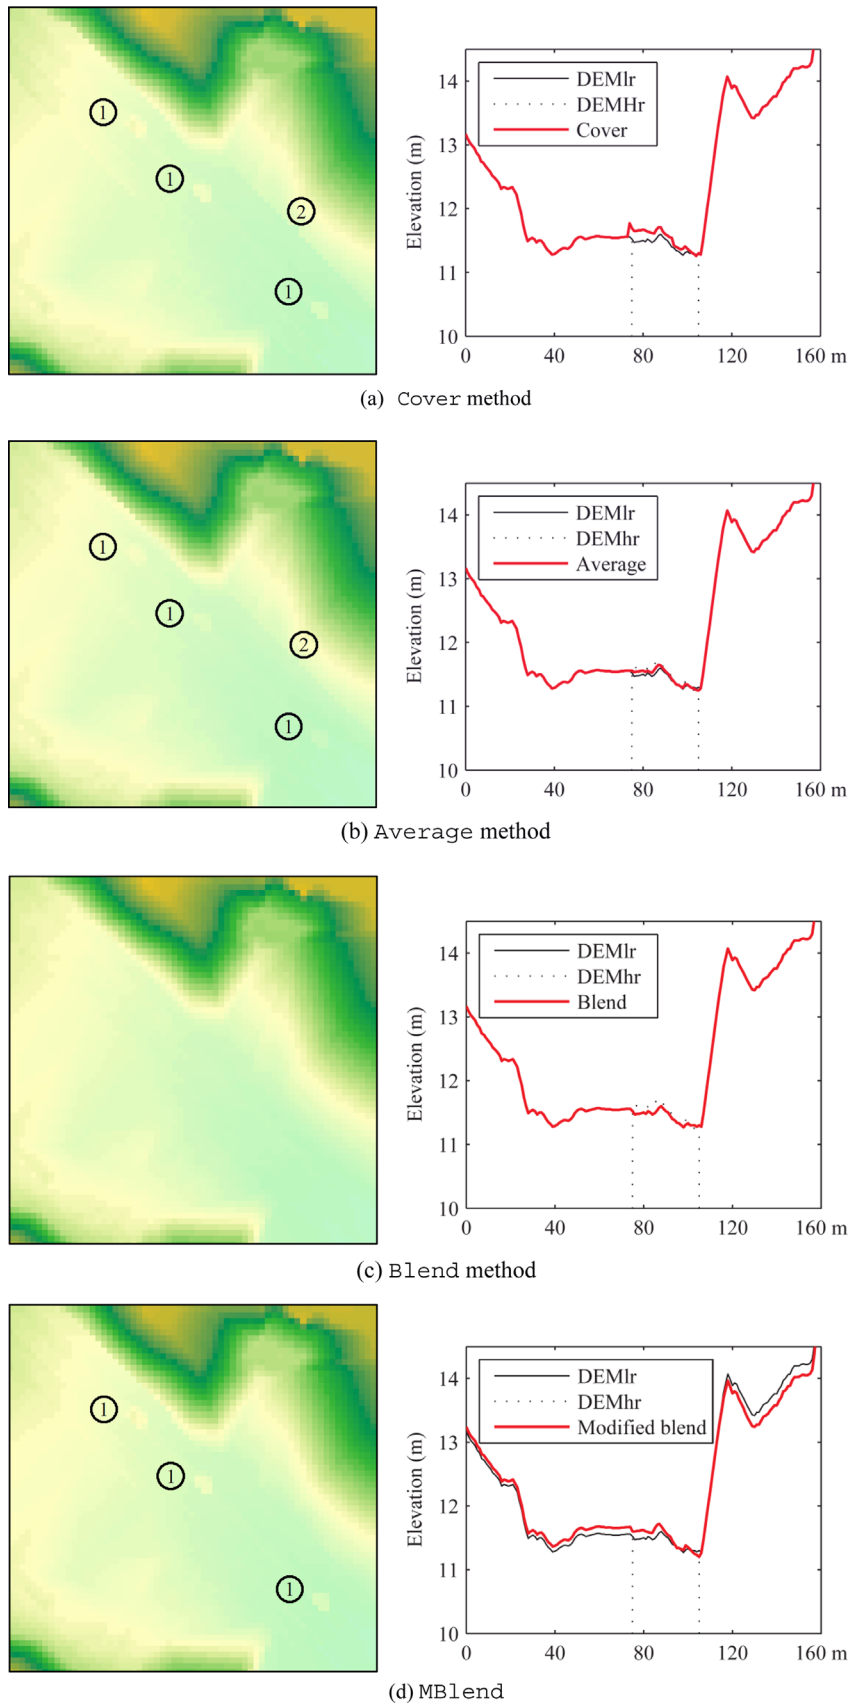 1
1
2
1
Elevation (m)
14
13
12
11
10
DEMlr
DEMHr
Cover
0 40 80 120 160 m
(a) Cover method
1
1
2
1
Elevation (m)
14
13
12
11
10
DEMlr
DEMhr
Average
0 40 80 120 160 m
(b) Average method
Elevation (m)
14
13
12
11
10
DEMlr
DEMhr
Blend
0 40 80 120 160 m
(c) Blend method
1
1
1
Elevation (m)
14
13
12
11
10
DEMlr
DEMhr
Modified blend
0 40 80 120 160 m
(d) MBlend